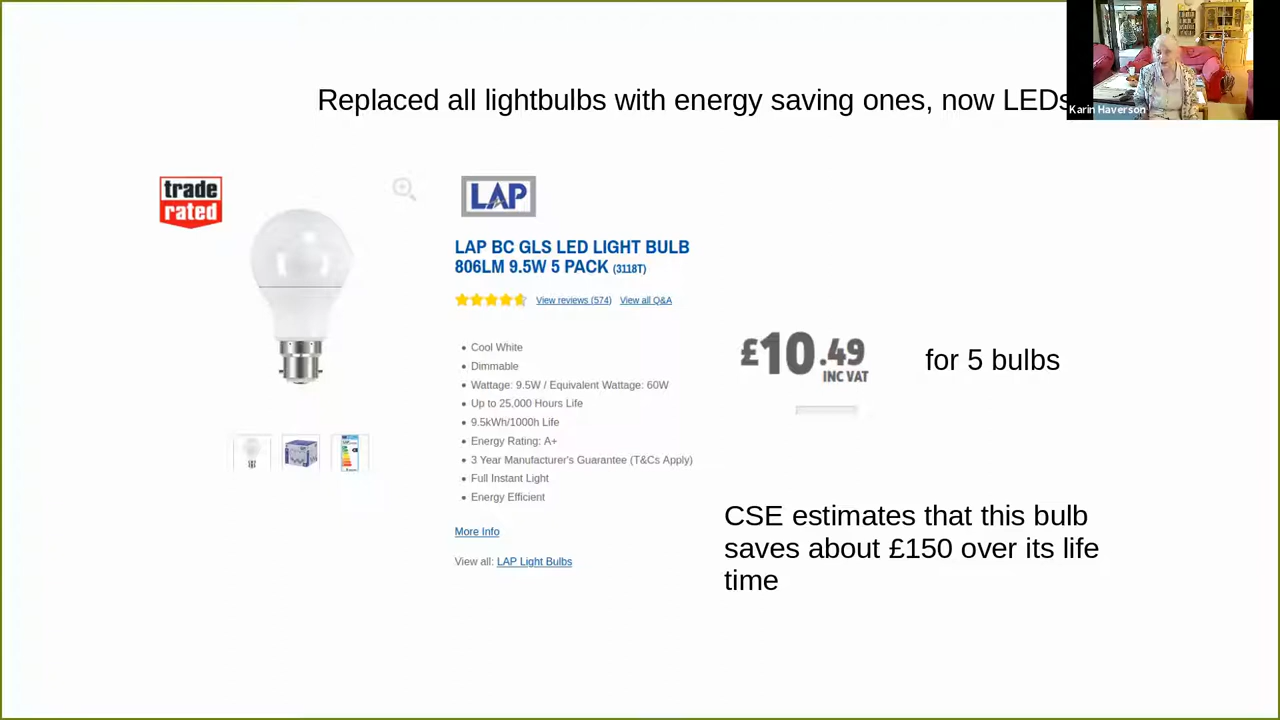 Replaced all lightbulbs with energy saving ones, now LEDs
Karin Haverson
trade
rated
LAP
LAP BC GLS LED LIGHT BULB
806LM 9.5W 5 PACK (3118T)
View reviews (574) View all Q&A
• Cool White
• Dimmable
• Wattage: 9.5W / Equivalent Wattage: 60W
• Up to 25,000 Hours Life
• 9.5kWh/1000h Life
• Energy Rating: A+
• 3 Year Manufacturer's Guarantee (T&Cs Apply)
• Full Instant Light
• Energy Efficient
More Info
View all: LAP Light Bulbs
£10.49
INC VAT
for 5 bulbs
CSE estimates that this bulb
saves about £150 over its life
time